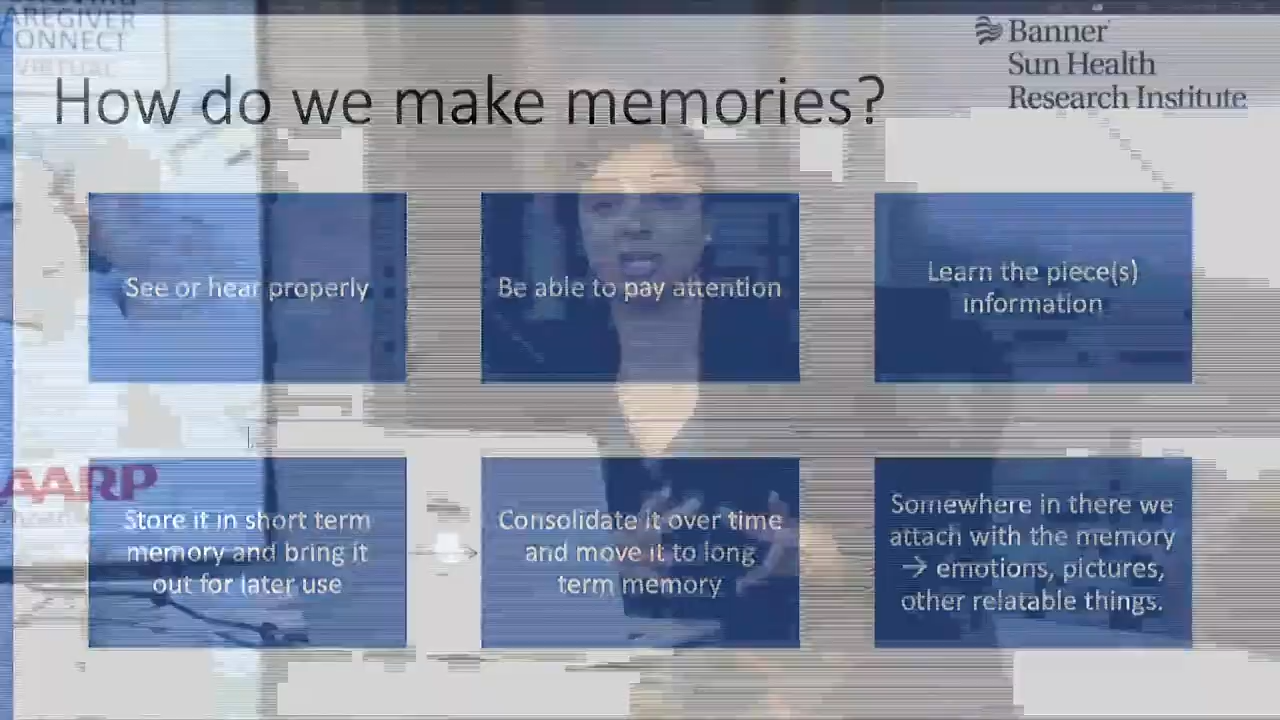 AREGIVER
CONNECT
VIRTUAL
Banner
Sun Health
Research Institute
How do we make memories?
See or hear properly
Be able to pay attention
Learn the piece(s)
information
AARP
Store it in short term
memory and bring it
out for later use
Consolidate it over time
and move it to long
term memory
Somewhere in there we
attach with the memory
→ emotions, pictures,
other relatable things.